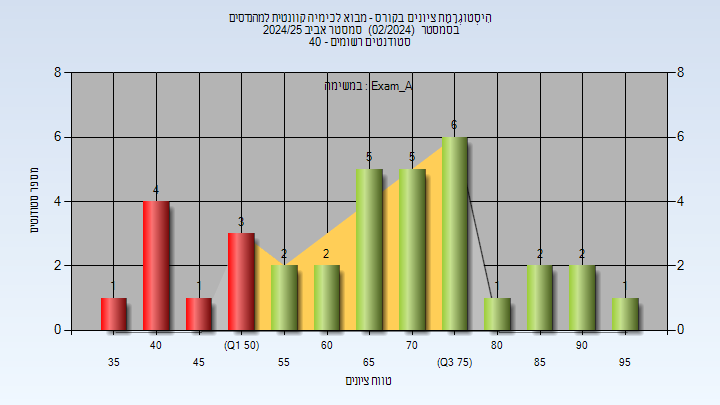 היסטוגרמת ציונים בקורס - מבוא לכימיה קוונטית למהנדסים
בסמסטר (02/2024) סמסטר אביב 2024/25
סטודנטים רשומים - 40
במשימה : Exam_A
8 8
6 6
4 4
2 2
0 0
מספר סטודנטים
1 4 1 3 2 2 5 5 6 1 2 2 1
40 (Q1 50) 60 70 80 90
35 45 55 65 (Q3 75) 85 95
טווח ציונים